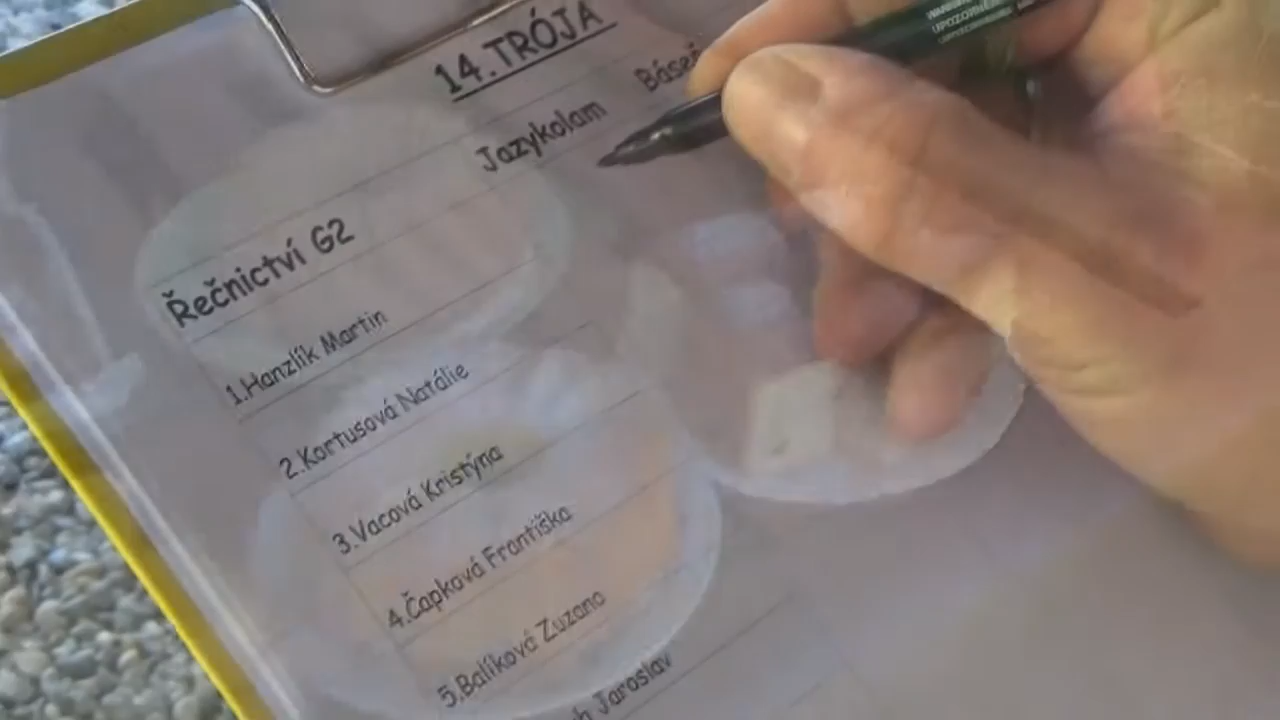 14. TRÓJA
Jazykolam Báseň
Řečnictví G2
1.Hanzlík Martin
2.Kortusová Natálie
3.Vacová Kristýna
4.Čapková Františka
5.Balíková Zuzana
Jaroslav